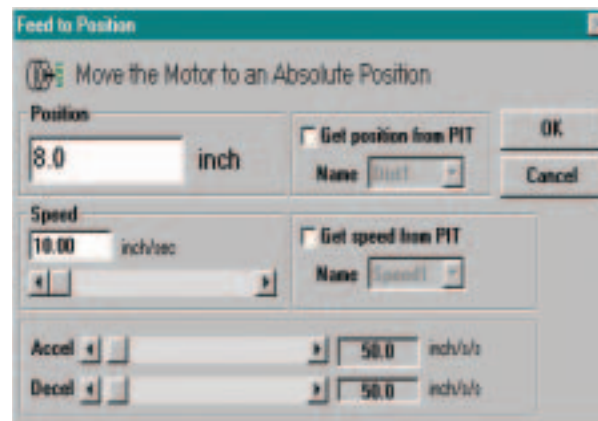 Feed to Position
Move the Motor to an Absolute Position
Position
8.0 inch
Get position from PIT
Name Dist1
OK
Cancel
Speed
10.00 inch/sec
Get speed from PIT
Name Speed1
Accel 50.0 inch/s/s
Decel 50.0 inch/s/s